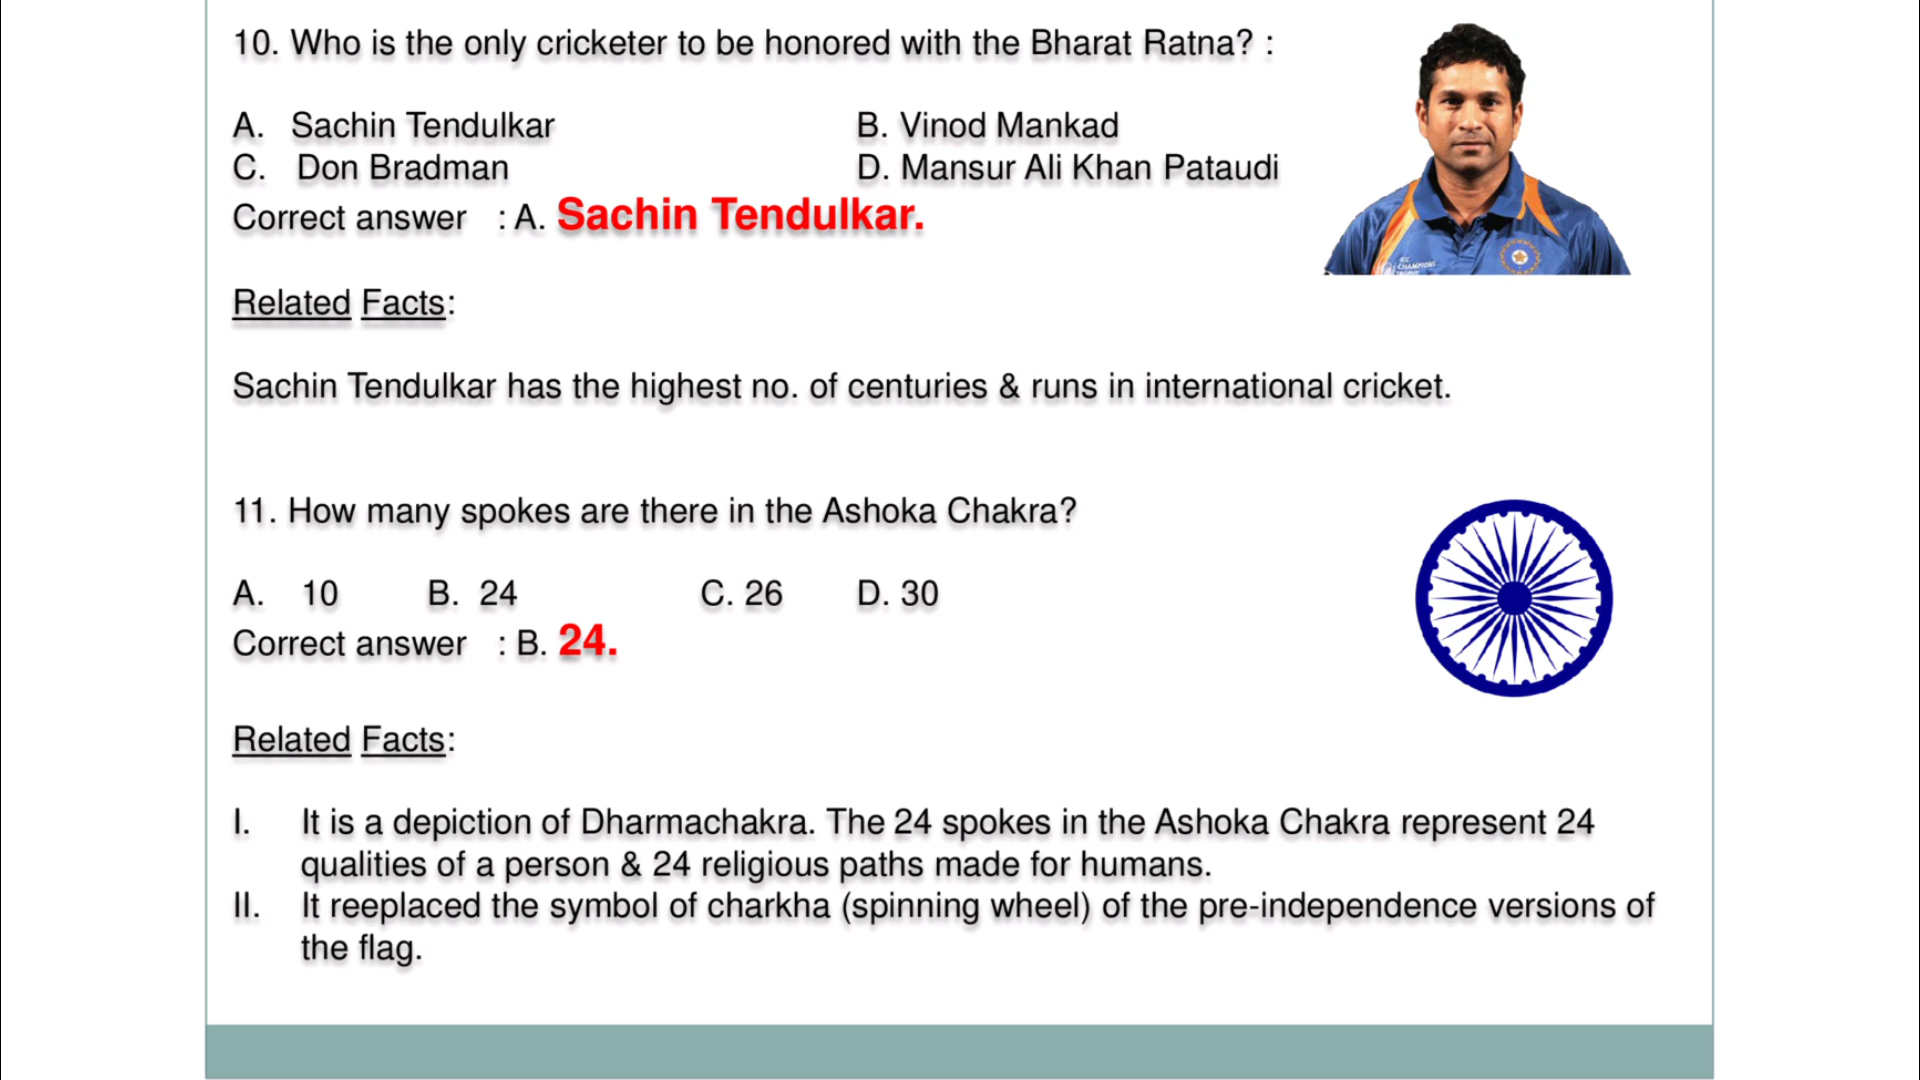 10. Who is the only cricketer to be honored with the Bharat Ratna? :
A. Sachin Tendulkar B. Vinod Mankad
C. Don Bradman D. Mansur Ali Khan Pataudi
Correct answer : A. Sachin Tendulkar.
ICC
CHAMPIONS
Related Facts:
Sachin Tendulkar has the highest no. of centuries & runs in international cricket.
11. How many spokes are there in the Ashoka Chakra?
A. 10 B. 24 C. 26 D. 30
Correct answer : B. 24.
Related Facts:
I. It is a depiction of Dharmachakra. The 24 spokes in the Ashoka Chakra represent 24
qualities of a person & 24 religious paths made for humans.
II. It reeplaced the symbol of charkha (spinning wheel) of the pre-independence versions of
the flag.